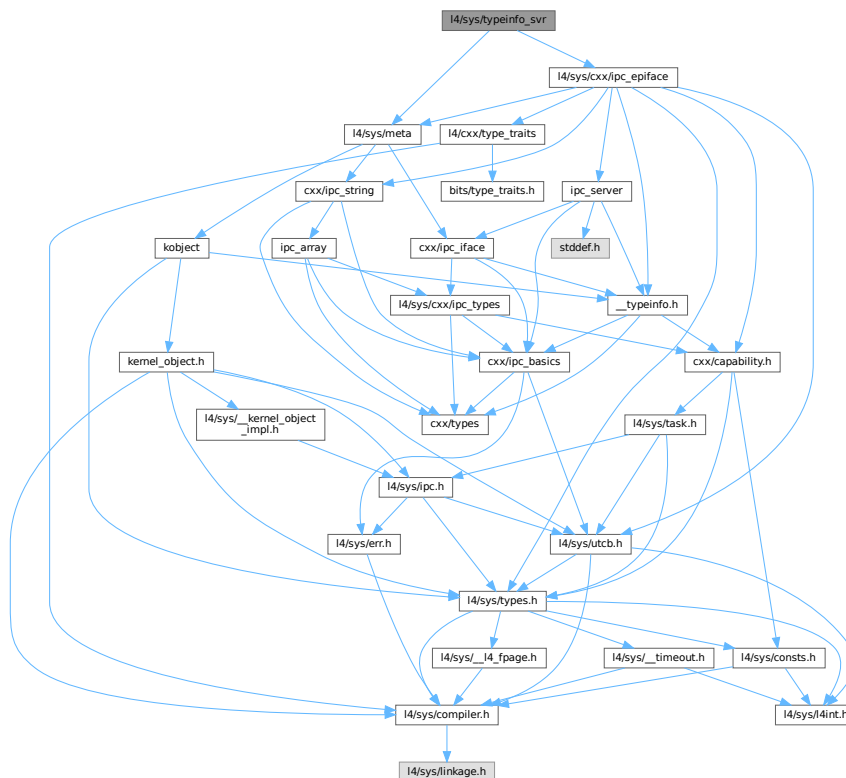 l4/sys/typeinfo_svr
l4/sys/cxx/ipc_epiface
l4/sys/meta
l4/cxx/type_traits
cxx/ipc_string
bits/type_traits.h
ipc_server
kobject
ipc_array
cxx/ipc_iface
stddef.h
l4/sys/cxx/ipc_types
__typeinfo.h
kernel_object.h
cxx/ipc_basics
cxx/capability.h
l4/sys/__kernel_object
_impl.h
cxx/types
l4/sys/task.h
l4/sys/ipc.h
l4/sys/err.h
l4/sys/utcb.h
l4/sys/types.h
l4/sys/__l4_fpage.h
l4/sys/__timeout.h
l4/sys/consts.h
l4/sys/compiler.h
l4/sys/l4int.h
l4/sys/linkage.h